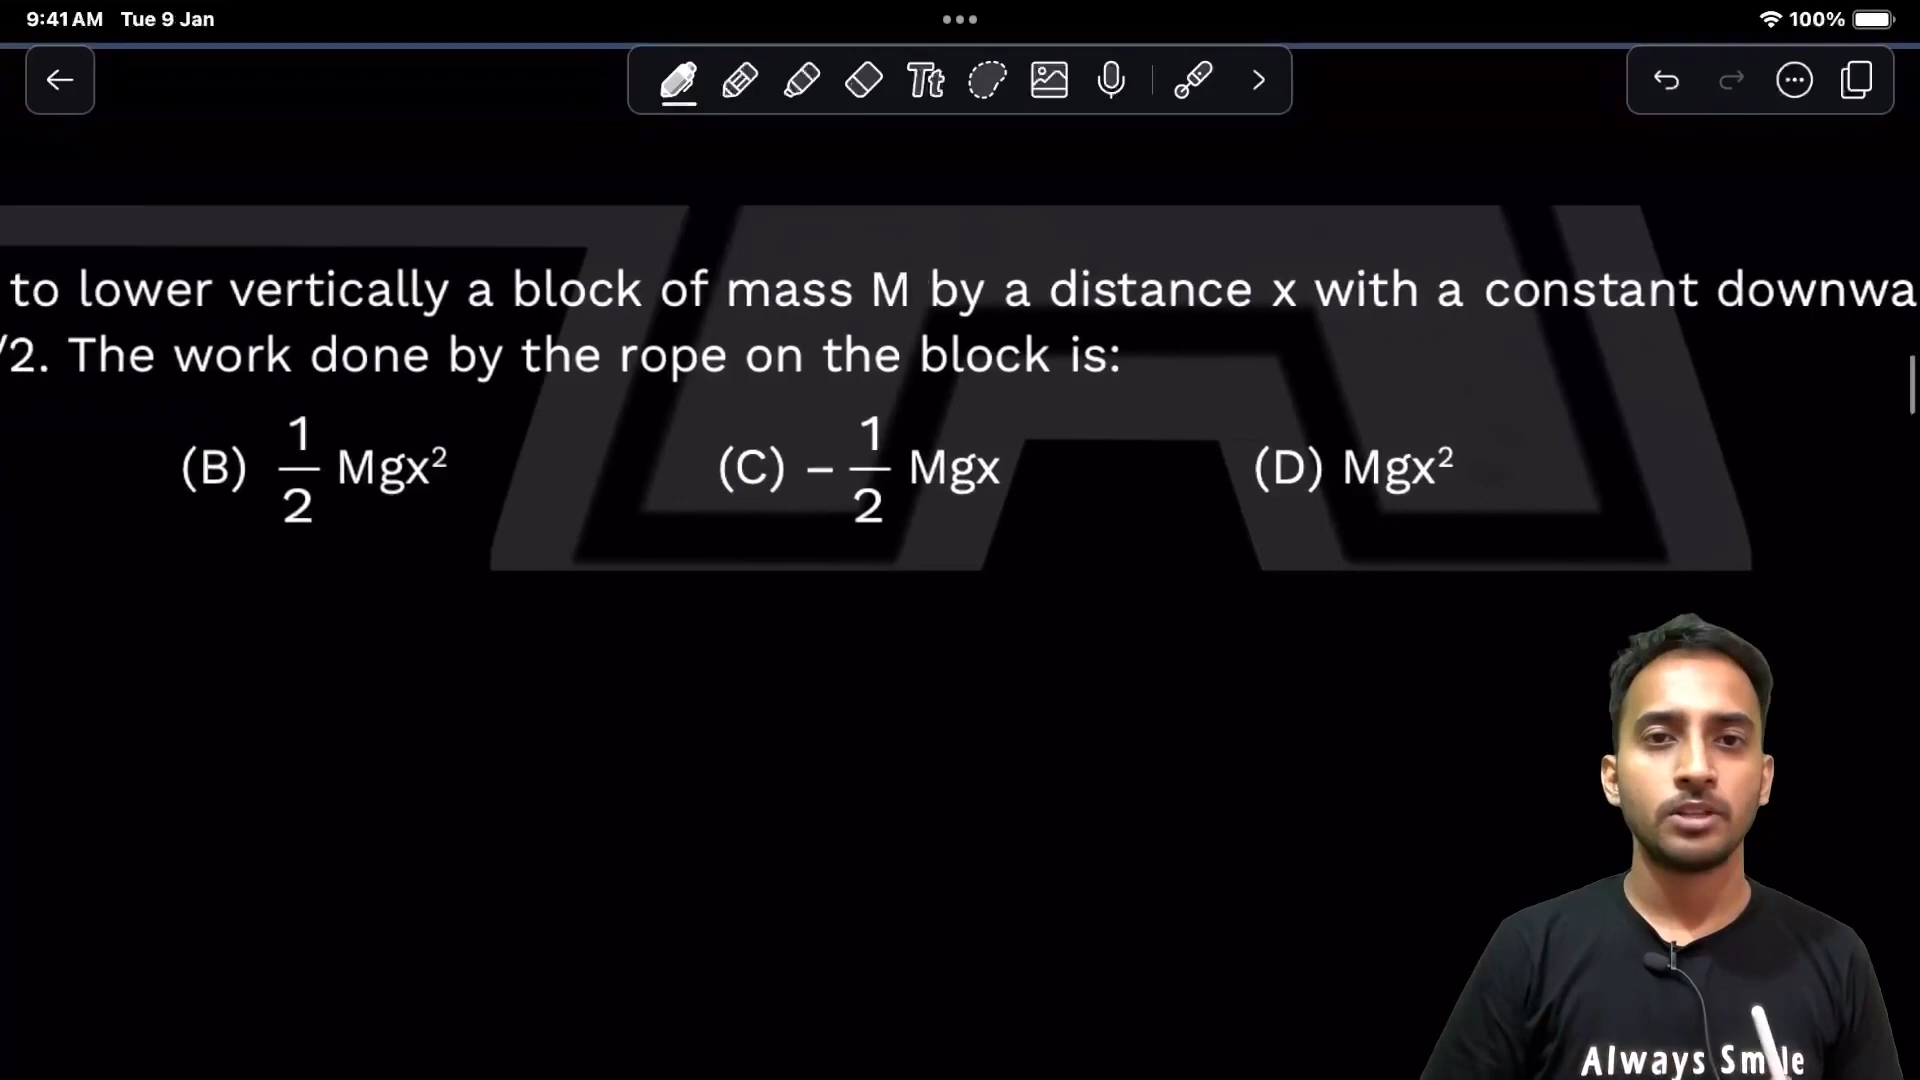 9:41 AM Tue 9 Jan
100%
Tt
to lower vertically a block of mass M by a distance x with a constant downwa
/2. The work done by the rope on the block is:
(B) 1/2 Mgx² (C) – 1/2 Mgx (D) Mgx²
Always Sm le